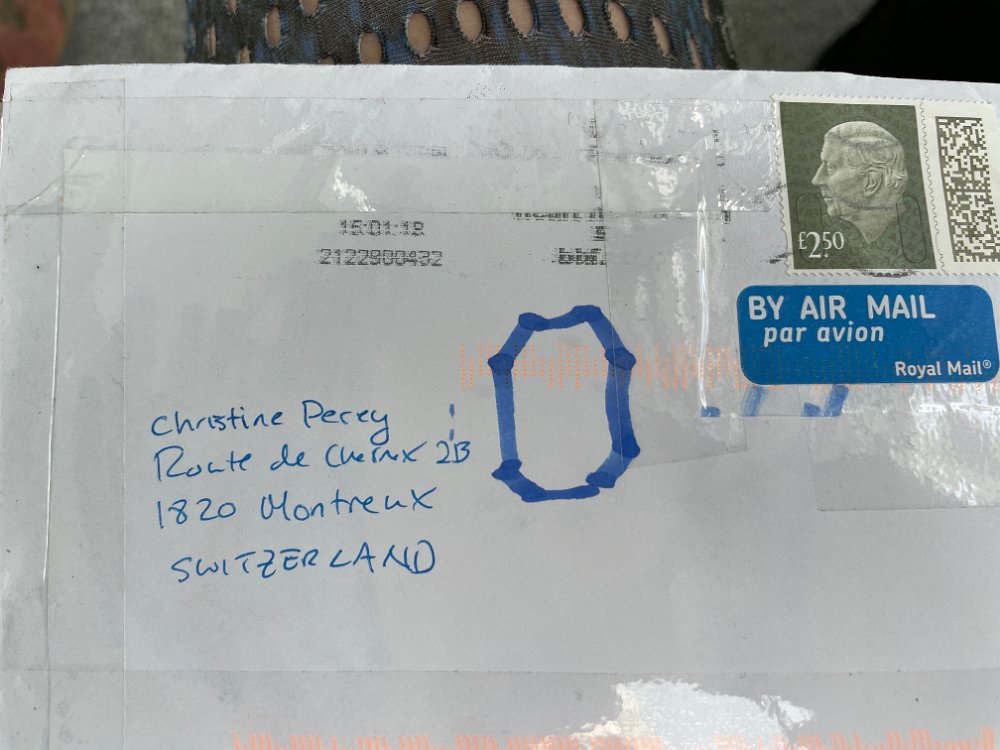 £2.50
15:01:19
2122900432
BY AIR MAIL
par avion
Royal Mail®
Christine Perey
Route de Chernex 2B
1820 Montreux
SWITZERLAND